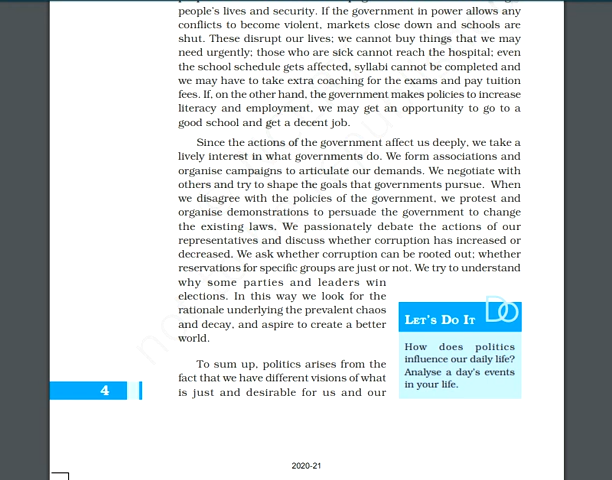 people's lives and security. If the government in power allows any
conflicts to become violent, markets close down and schools are
shut. These disrupt our lives; we cannot buy things that we may
need urgently; those who are sick cannot reach the hospital; even
the school schedule gets affected, syllabi cannot be completed and
we may have to take extra coaching for the exams and pay tuition
fees. If, on the other hand, the government makes policies to increase
literacy and employment, we may get an opportunity to go to a
good school and get a decent job.
Since the actions of the government affect us deeply, we take a
lively interest in what governments do. We form associations and
organise campaigns to articulate our demands. We negotiate with
others and try to shape the goals that governments pursue. When
we disagree with the policies of the government, we protest and
organise demonstrations to persuade the government to change
the existing laws. We passionately debate the actions of our
representatives and discuss whether corruption has increased or
decreased. We ask whether corruption can be rooted out; whether
reservations for specific groups are just or not. We try to understand
why some parties and leaders win
elections. In this way we look for the
rationale underlying the prevalent chaos
and decay, and aspire to create a better
world.
To sum up, politics arises from the
fact that we have different visions of what
is just and desirable for us and our
LET'S DO IT
DO
How does politics
influence our daily life?
Analyse a day's events
in your life.
4
2020-21